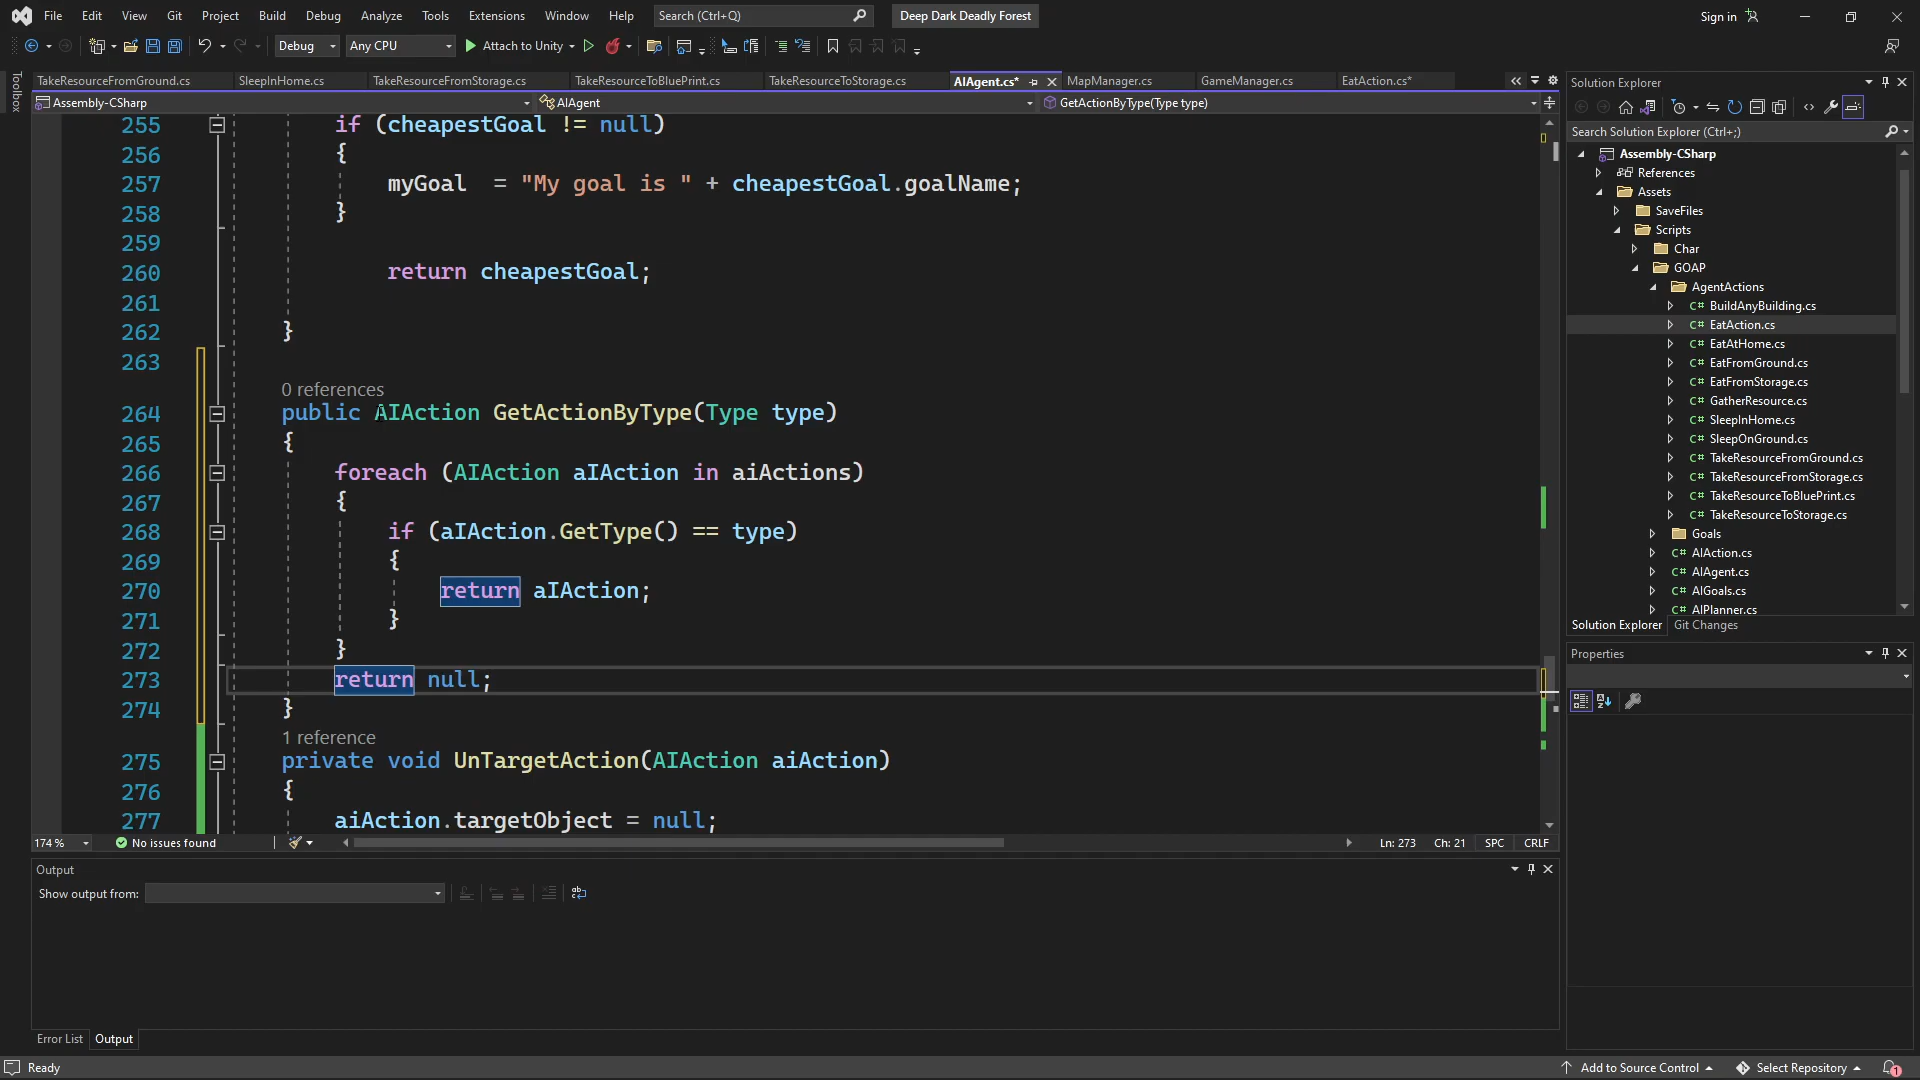 File Edit View Git Project Build Debug Analyze Tools Extensions Window Help Search (Ctrl+Q) Deep Dark Deadly Forest Sign in
Debug Any CPU Attach to Unity
Toolbox
TakeResourceFromGround.cs SleepInHome.cs TakeResourceFromStorage.cs TakeResourceToBluePrint.cs TakeResourceToStorage.cs AIAgent.cs* MapManager.cs GameManager.cs EatAction.cs*
Assembly-CSharp AIAgent GetActionByType(Type type)
255 if (cheapestGoal != null)
256 {
257 myGoal = "My goal is " + cheapestGoal.goalName;
258 }
259
260 return cheapestGoal;
261
262 }
263
0 references
264 public AIAction GetActionByType(Type type)
265 {
266 foreach (AIAction aIAction in aiActions)
267 {
268 if (aIAction.GetType() == type)
269 {
270 return aIAction;
271 }
272 }
273 return null;
274 }
1 reference
275 private void UnTargetAction(AIAction aiAction)
276 {
277 aiAction.targetObject = null;
174 % No issues found Ln: 273 Ch: 21 SPC CRLF
Output
Show output from:
Error List Output
Solution Explorer
Search Solution Explorer (Ctrl+;)
Assembly-CSharp
References
Assets
SaveFiles
Scripts
Char
GOAP
AgentActions
C# BuildAnyBuilding.cs
C# EatAction.cs
C# EatAtHome.cs
C# EatFromGround.cs
C# EatFromStorage.cs
C# GatherResource.cs
C# SleepInHome.cs
C# SleepOnGround.cs
C# TakeResourceFromGround.cs
C# TakeResourceFromStorage.cs
C# TakeResourceToBluePrint.cs
C# TakeResourceToStorage.cs
Goals
C# AIAction.cs
C# AIAgent.cs
C# AIGoals.cs
C# AIPlanner.cs
Solution Explorer Git Changes
Properties
Ready Add to Source Control Select Repository 1